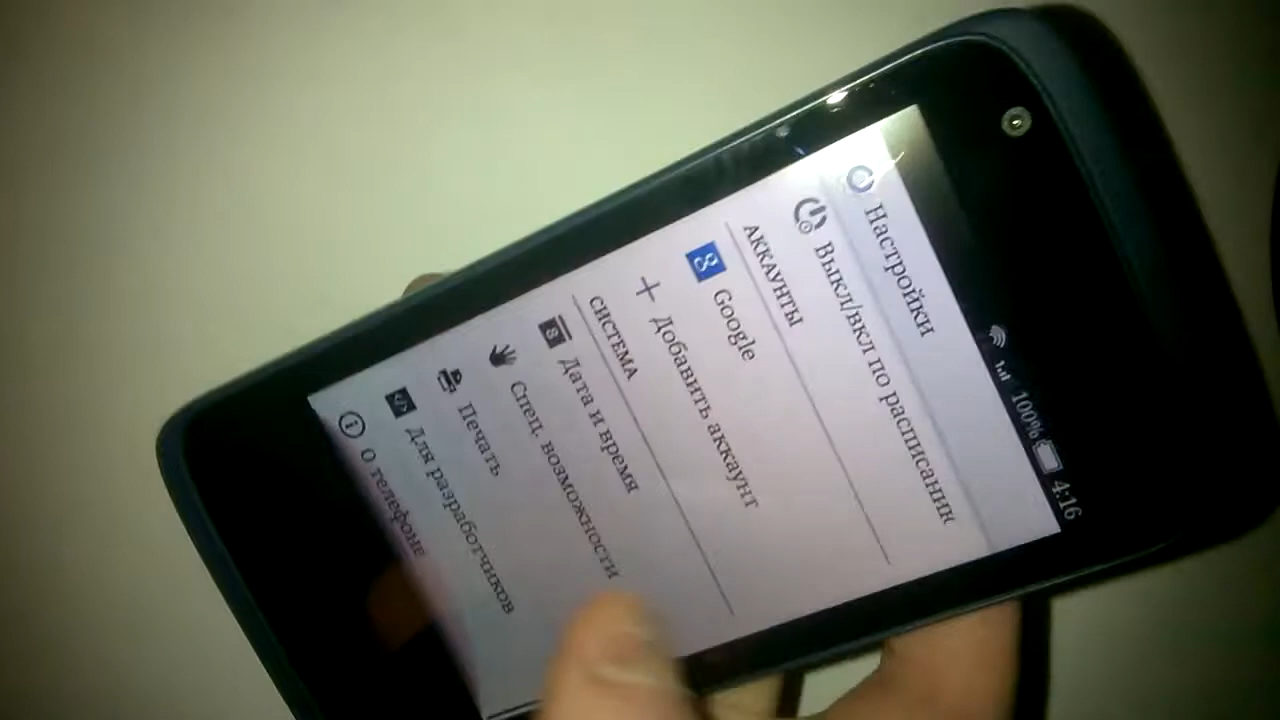 100% 4:16
Настройки
Выкл/вкл по расписанию
АККАУНТЫ
Google
Добавить аккаунт
СИСТЕМА
Дата и время
Спец. возможности
Печать
Для разработчиков
О телефоне